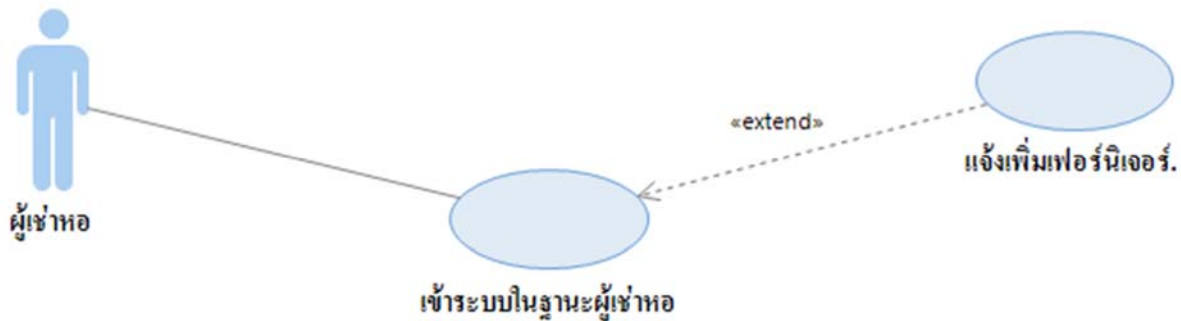 «extend»
แจ้งเพิ่มเฟอร์นิเจอร์.
ผู้เช่าหอ
เข้าระบบในฐานะผู้เช่าหอ